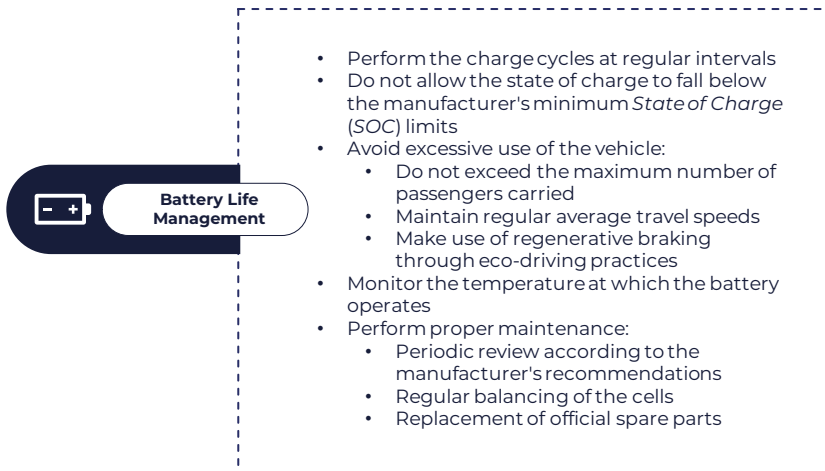 Battery Life
Management
• Perform the charge cycles at regular intervals
• Do not allow the state of charge to fall below
the manufacturer's minimum State of Charge
(SOC) limits
• Avoid excessive use of the vehicle:
• Do not exceed the maximum number of
passengers carried
• Maintain regular average travel speeds
• Make use of regenerative braking
through eco-driving practices
• Monitor the temperature at which the battery
operates
• Perform proper maintenance:
• Periodic review according to the
manufacturer's recommendations
• Regular balancing of the cells
• Replacement of official spare parts